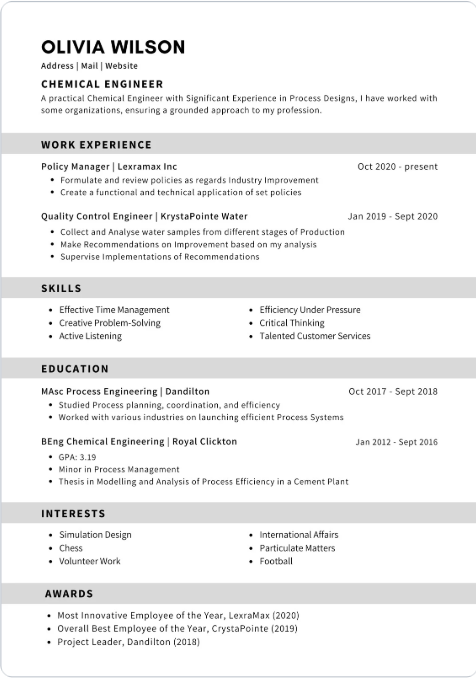 OLIVIA WILSON
Address | Mail | Website
CHEMICAL ENGINEER
A practical Chemical Engineer with Significant Experience in Process Designs, I have worked with
some organizations, ensuring a grounded approach to my profession.
WORK EXPERIENCE
Policy Manager | Lexramax Inc Oct 2020 - present
• Formulate and review policies as regards Industry Improvement
• Create a functional and technical application of set policies
Quality Control Engineer | KrystaPointe Water Jan 2019 - Sept 2020
• Collect and Analyse water samples from different stages of Production
• Make Recommendations on Improvement based on my analysis
• Supervise Implementations of Recommendations
SKILLS
• Effective Time Management
• Creative Problem-Solving
• Active Listening
• Efficiency Under Pressure
• Critical Thinking
• Talented Customer Services
EDUCATION
MAsc Process Engineering | Dandilton Oct 2017 - Sept 2018
• Studied Process planning, coordination, and efficiency
• Worked with various industries on launching efficient Process Systems
BEng Chemical Engineering | Royal Clickton Jan 2012 - Sept 2016
• GPA: 3.19
• Minor in Process Management
• Thesis in Modelling and Analysis of Process Efficiency in a Cement Plant
INTERESTS
• Simulation Design
• Chess
• Volunteer Work
• International Affairs
• Particulate Matters
• Football
AWARDS
• Most Innovative Employee of the Year, LexraMax (2020)
• Overall Best Employee of the Year, CrystaPointe (2019)
• Project Leader, Dandilton (2018)